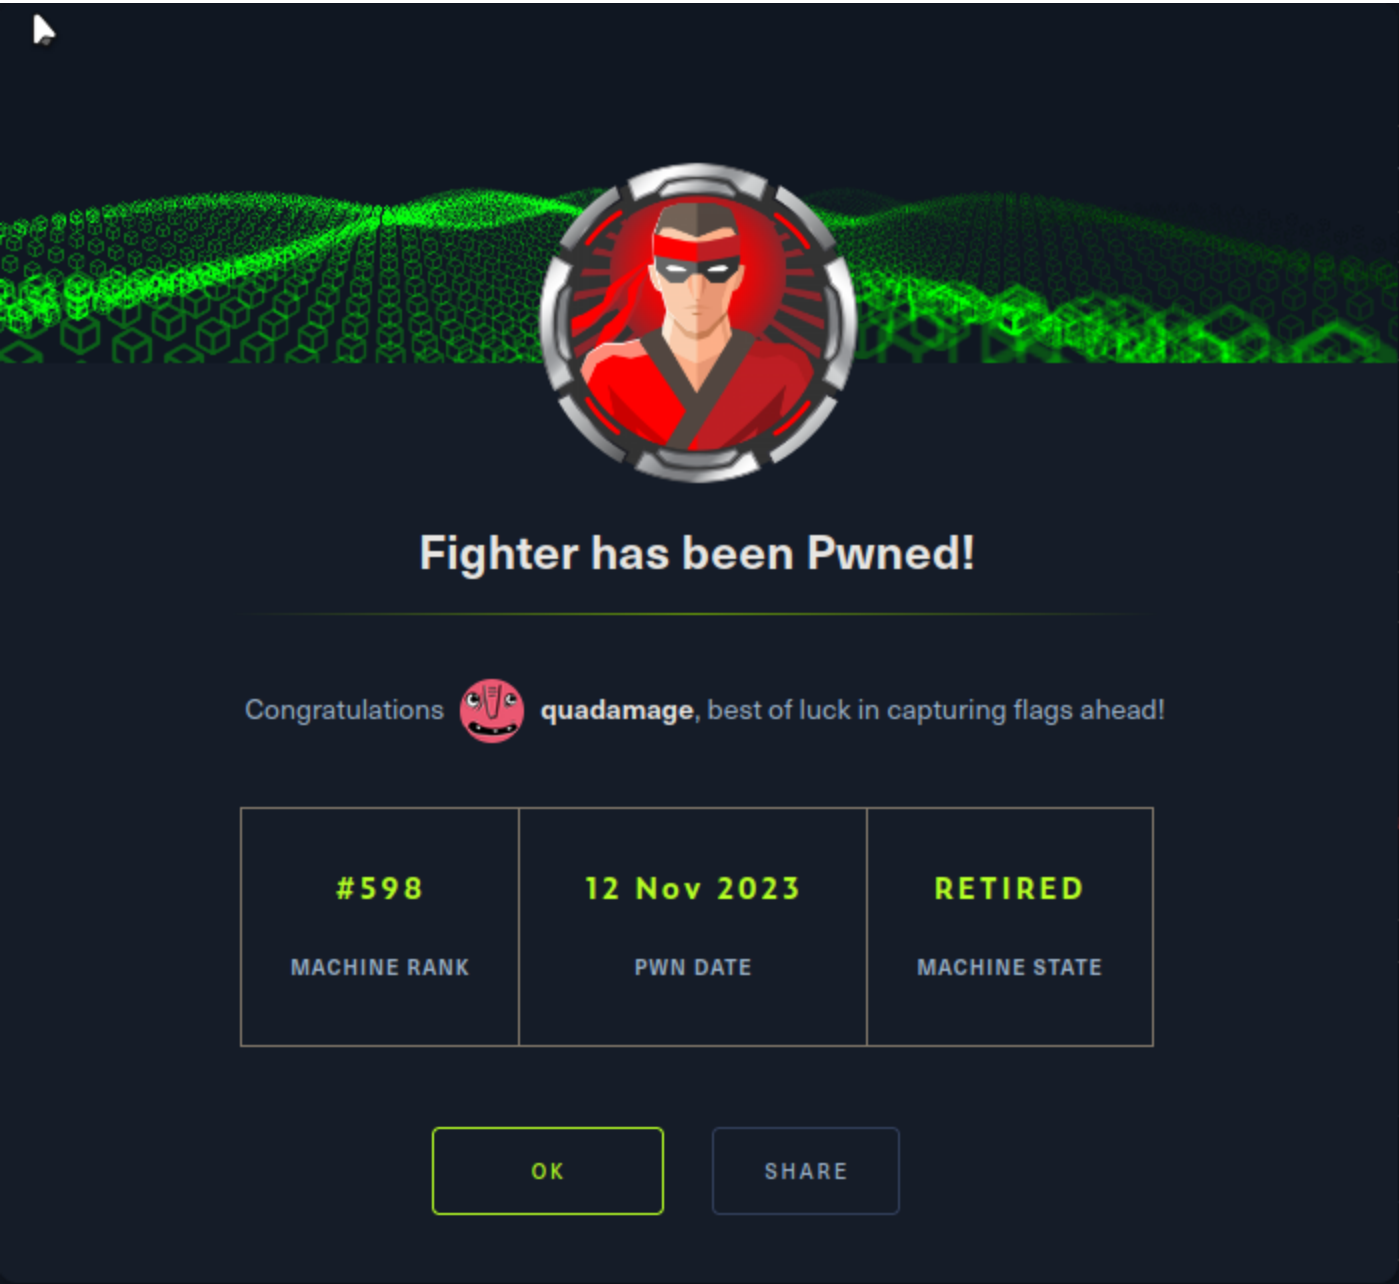 Fighter has been Pwned!
Congratulations quadamage, best of luck in capturing flags ahead!
#598 12 Nov 2023 RETIRED
MACHINE RANK PWN DATE MACHINE STATE
OK SHARE